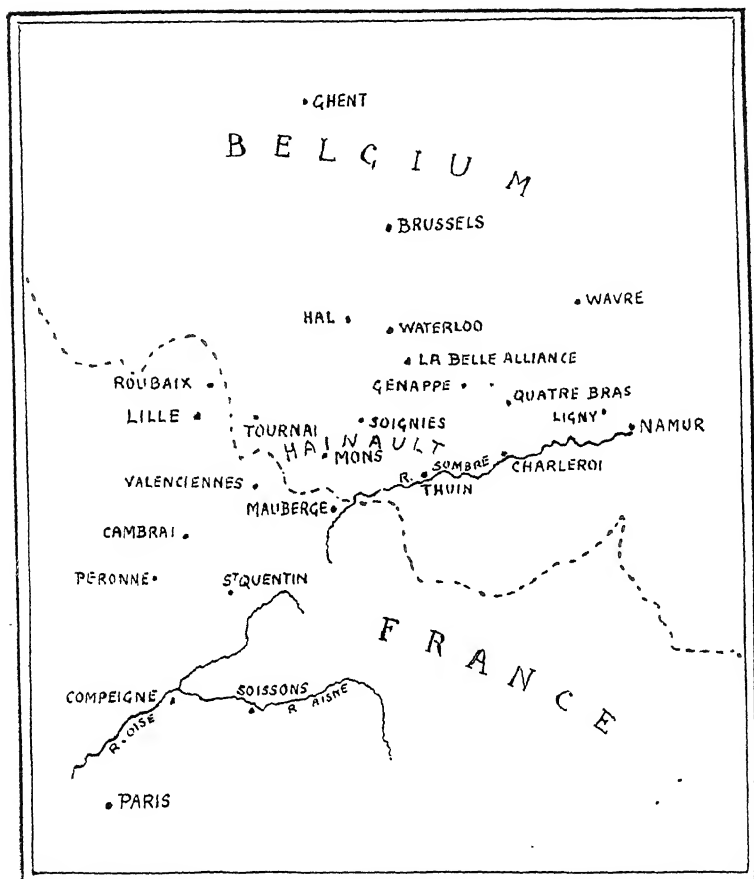 GHENT
BELGIUM
BRUSSELS
WAVRE
HAL
WATERLOO
LA BELLE ALLIANCE
GENAPPE
ROUBAIX
QUATRE BRAS
LILLE
LIGNY
TOURNAI
SOIGNIES
NAMUR
HAINAULT
MONS
R. SOMBRE
CHARLEROI
THUIN
VALENCIENNES
MAUBERGE
CAMBRAI
PERONNE
ST QUENTIN
FRANCE
COMPEIGNE
SOISSONS
R AISNE
R. OISE
PARIS